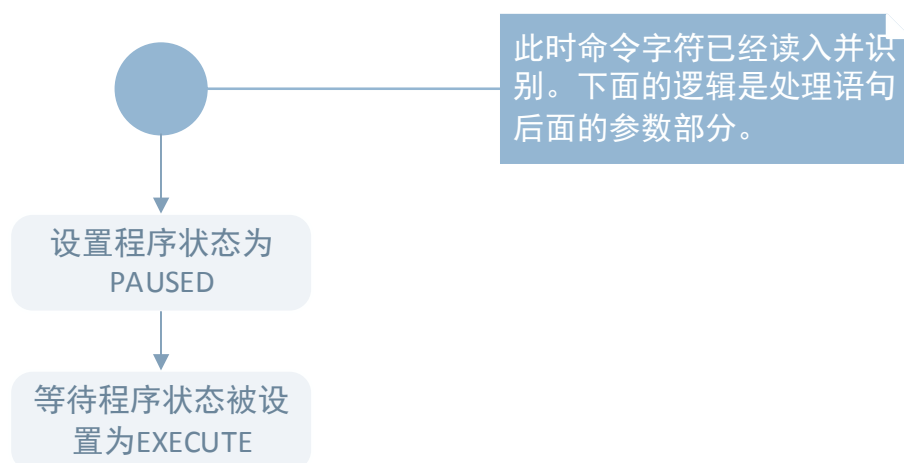 此时命令字符已经读入并识
别。下面的逻辑是处理语句
后面的参数部分。
设置程序状态为
PAUSED
等待程序状态被设
置为EXECUTE